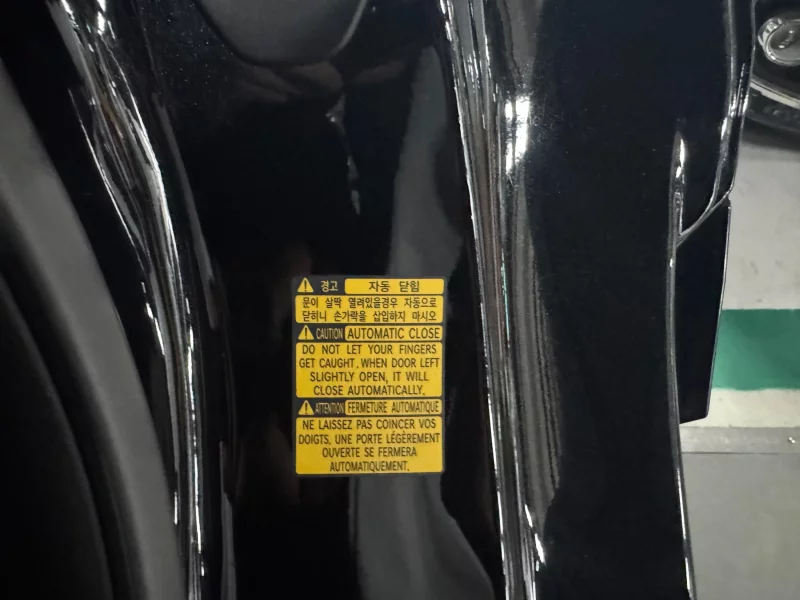 경고 자동 닫힘
문이 살짝 열려있을경우 자동으로
닫히니 손가락을 삽입하지 마시오
CAUTION AUTOMATIC CLOSE
DO NOT LET YOUR FINGERS
GET CAUGHT. WHEN DOOR LEFT
SLIGHTLY OPEN, IT WILL
CLOSE AUTOMATICALLY.
ATTENTION FERMETURE AUTOMATIQUE
NE LAISSEZ PAS COINCER VOS
DOIGTS. UNE PORTE LÉGÈREMENT
OUVERTE SE FERMERA
AUTOMATIQUEMENT.